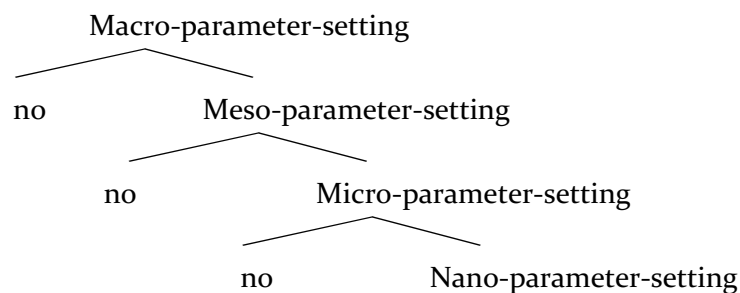 Macro-parameter-setting
no Meso-parameter-setting
no Micro-parameter-setting
no Nano-parameter-setting